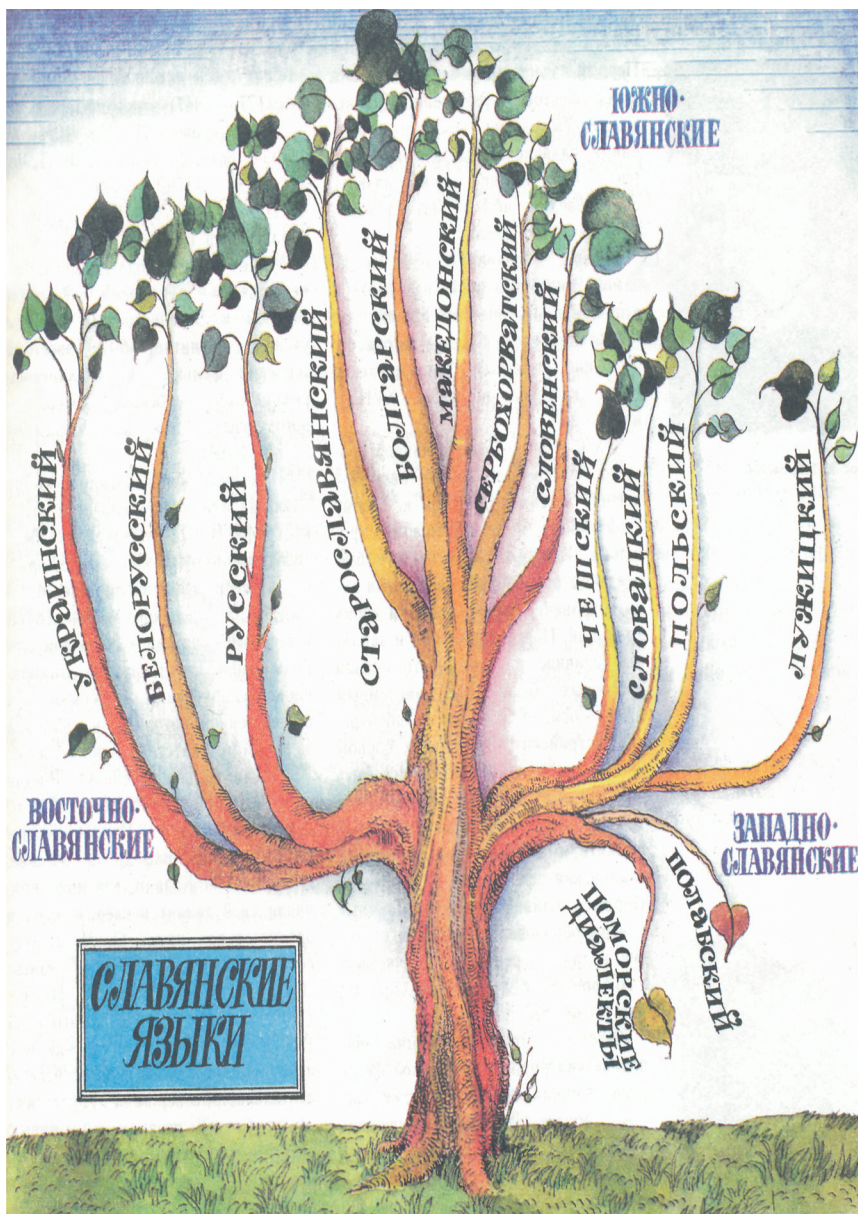 ЮЖНО-
СЛАВЯНСКИЕ
УКРАИНСКИЙ
БЕЛОРУССКИЙ
РУССКИЙ
СТАРОСЛАВЯНСКИЙ
БОЛГАРСКИЙ
МАКЕДОНСКИЙ
СЕРБОХОРВАТСКИЙ
СЛОВЕНСКИЙ
ЧЕШСКИЙ
СЛОВАЦКИЙ
ПОЛЬСКИЙ
ЛУЖИЦКИЙ
ВОСТОЧНО-
СЛАВЯНСКИЕ
ЗАПАДНО-
СЛАВЯНСКИЕ
ПОЛАБСКИЙ
ПОМОРСКИЕ
ДИАЛЕКТЫ
СЛАВЯНСКИЕ
ЯЗЫКИ